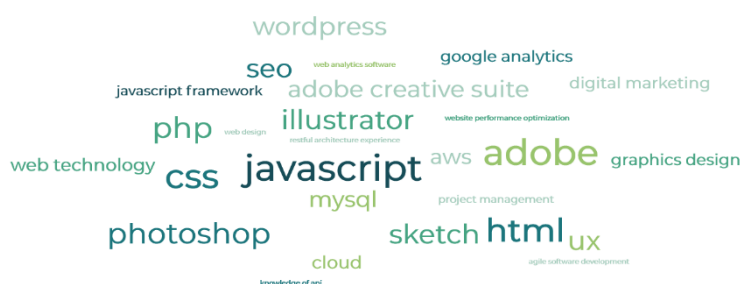 wordpress
google analytics
web analytics software
seo
digital marketing
javascript framework
adobe creative suite
website performance optimization
illustrator
php
web design
restful architecture experience
adobe
aws
graphics design
web technology
javascript
css
mysql
project management
html
photoshop
sketch
ux
cloud
agile software development
knowledge of api